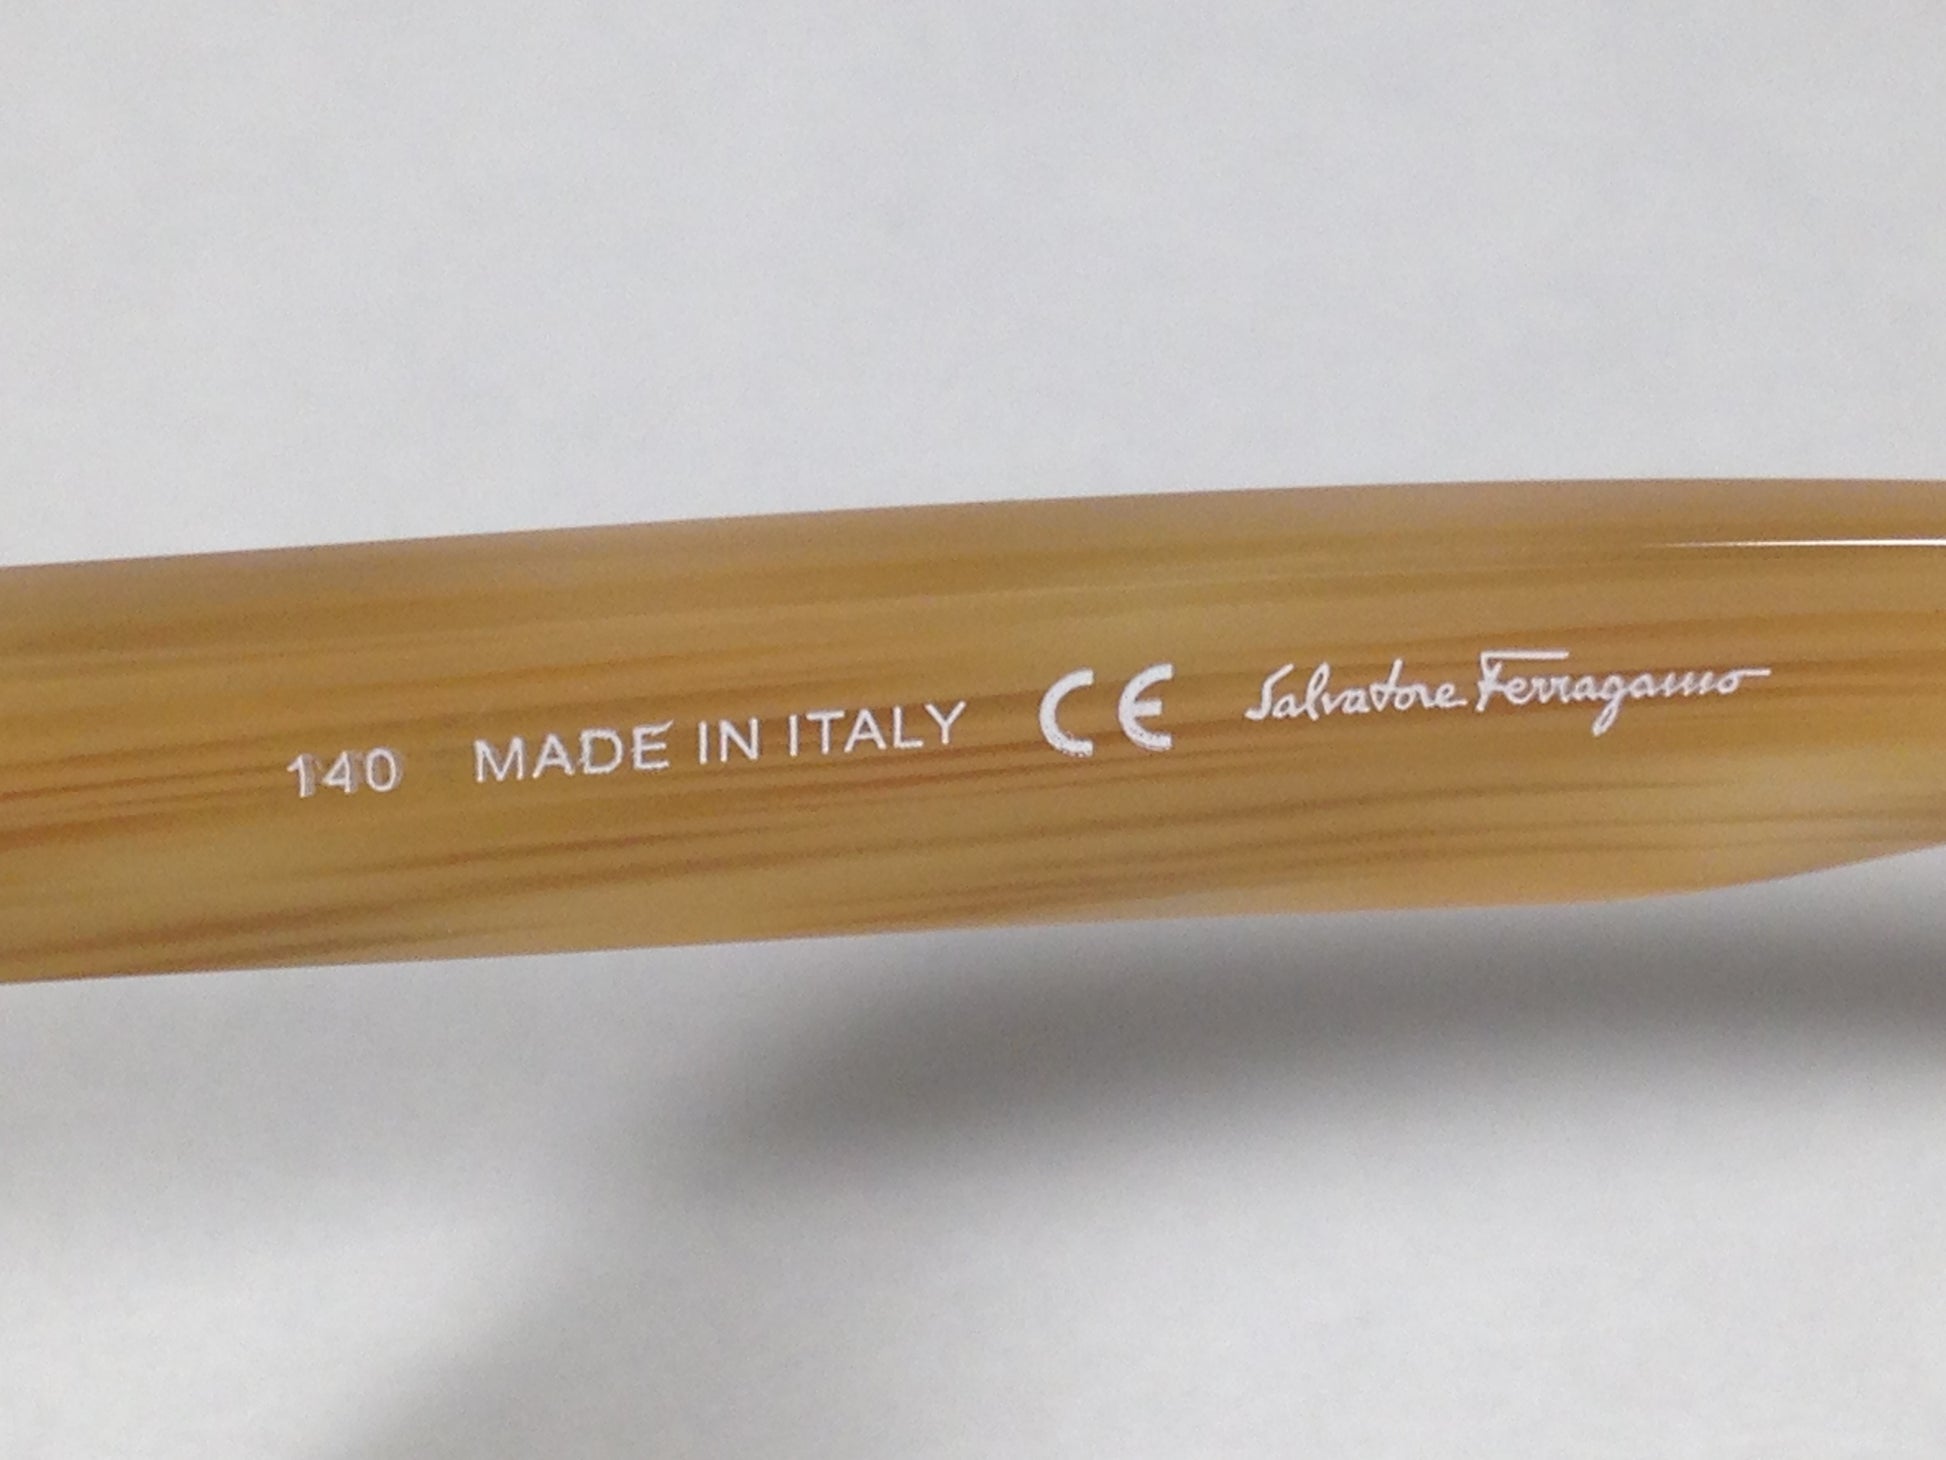 140 MADE IN ITALY CE Salvatore Ferragamo